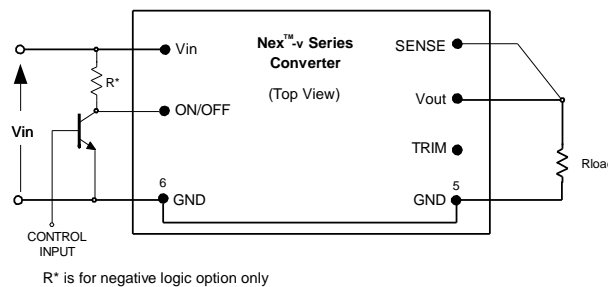 Nex™-v Series
Converter
(Top View)
Vin
R*
ON/OFF
Vin
6
GND
CONTROL
INPUT
SENSE
Vout
TRIM
5
GND
Rloa
R* is for negative logic option only